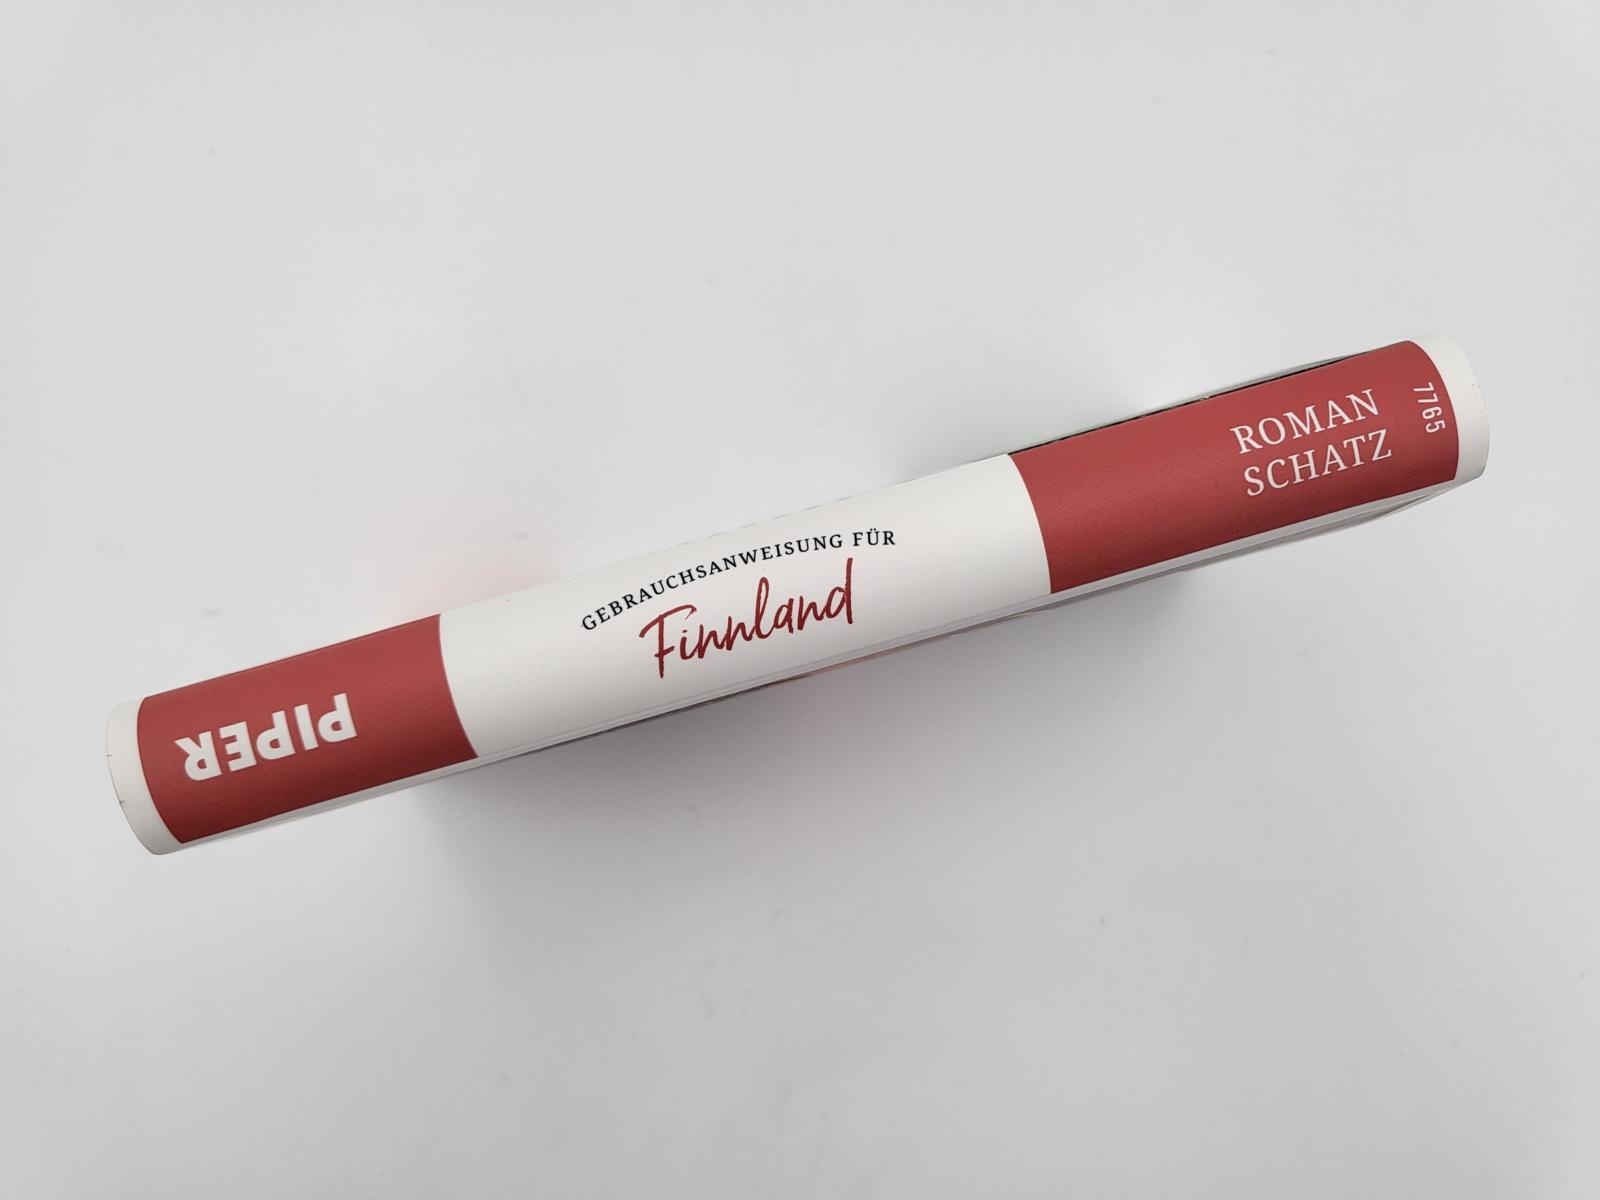 GEBRAUCHSANWEISUNG FÜR
Finnland
ROMAN
SCHATZ
7765
PIPER